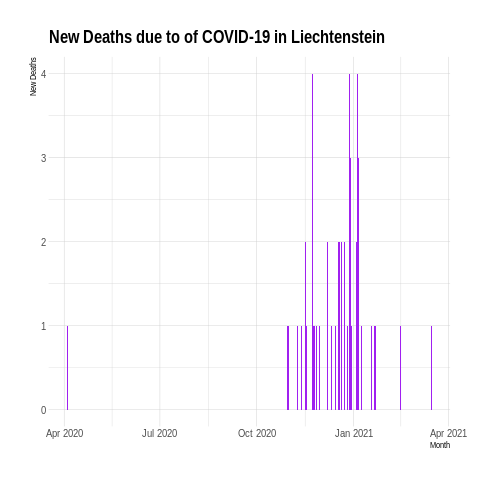 New Deaths due to of COVID-19 in Liechtenstein
New Deaths
4
3
2
1
0
Apr 2020 Jul 2020 Oct 2020 Jan 2021 Apr 2021
Month